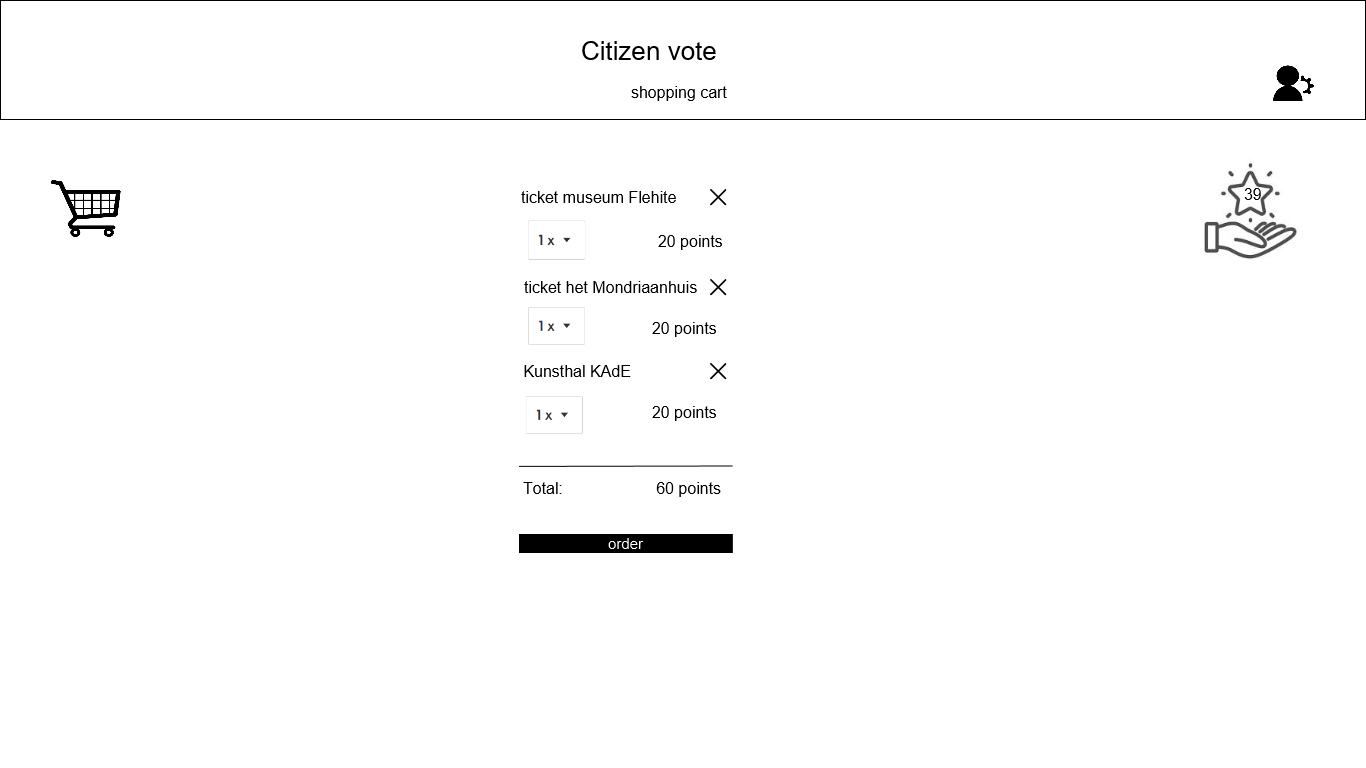 Citizen vote
shopping cart
39
ticket museum Flehite
1 x
20 points
ticket het Mondriaanhuis
1 x
20 points
Kunsthal KAdE
1 x
20 points
Total: 60 points
order